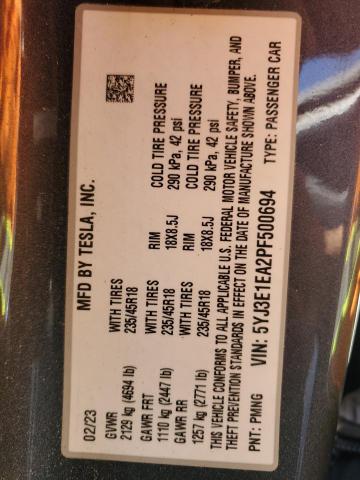 MFD BY TESLA, INC.
02/23
GVWR WITH TIRES RIM COLD TIRE PRESSURE
2129 kg (4694 lb) 235/45R18 18X8.5J 290 kPa, 42 psi
GAWR FRT WITH TIRES RIM COLD TIRE PRESSURE
1110 kg (2447 lb) 235/45R18 18X8.5J 290 kPa, 42 psi
GAWR RR
1257 kg (2771 lb)
THIS VEHICLE CONFORMS TO ALL APPLICABLE U.S. FEDERAL MOTOR VEHICLE SAFETY, BUMPER, AND
THEFT PREVENTION STANDARDS IN EFFECT ON THE DATE OF MANUFACTURE SHOWN ABOVE.
PNT: PMNG VIN: 5YJ3E1EA2PF500694 TYPE: PASSENGER CAR